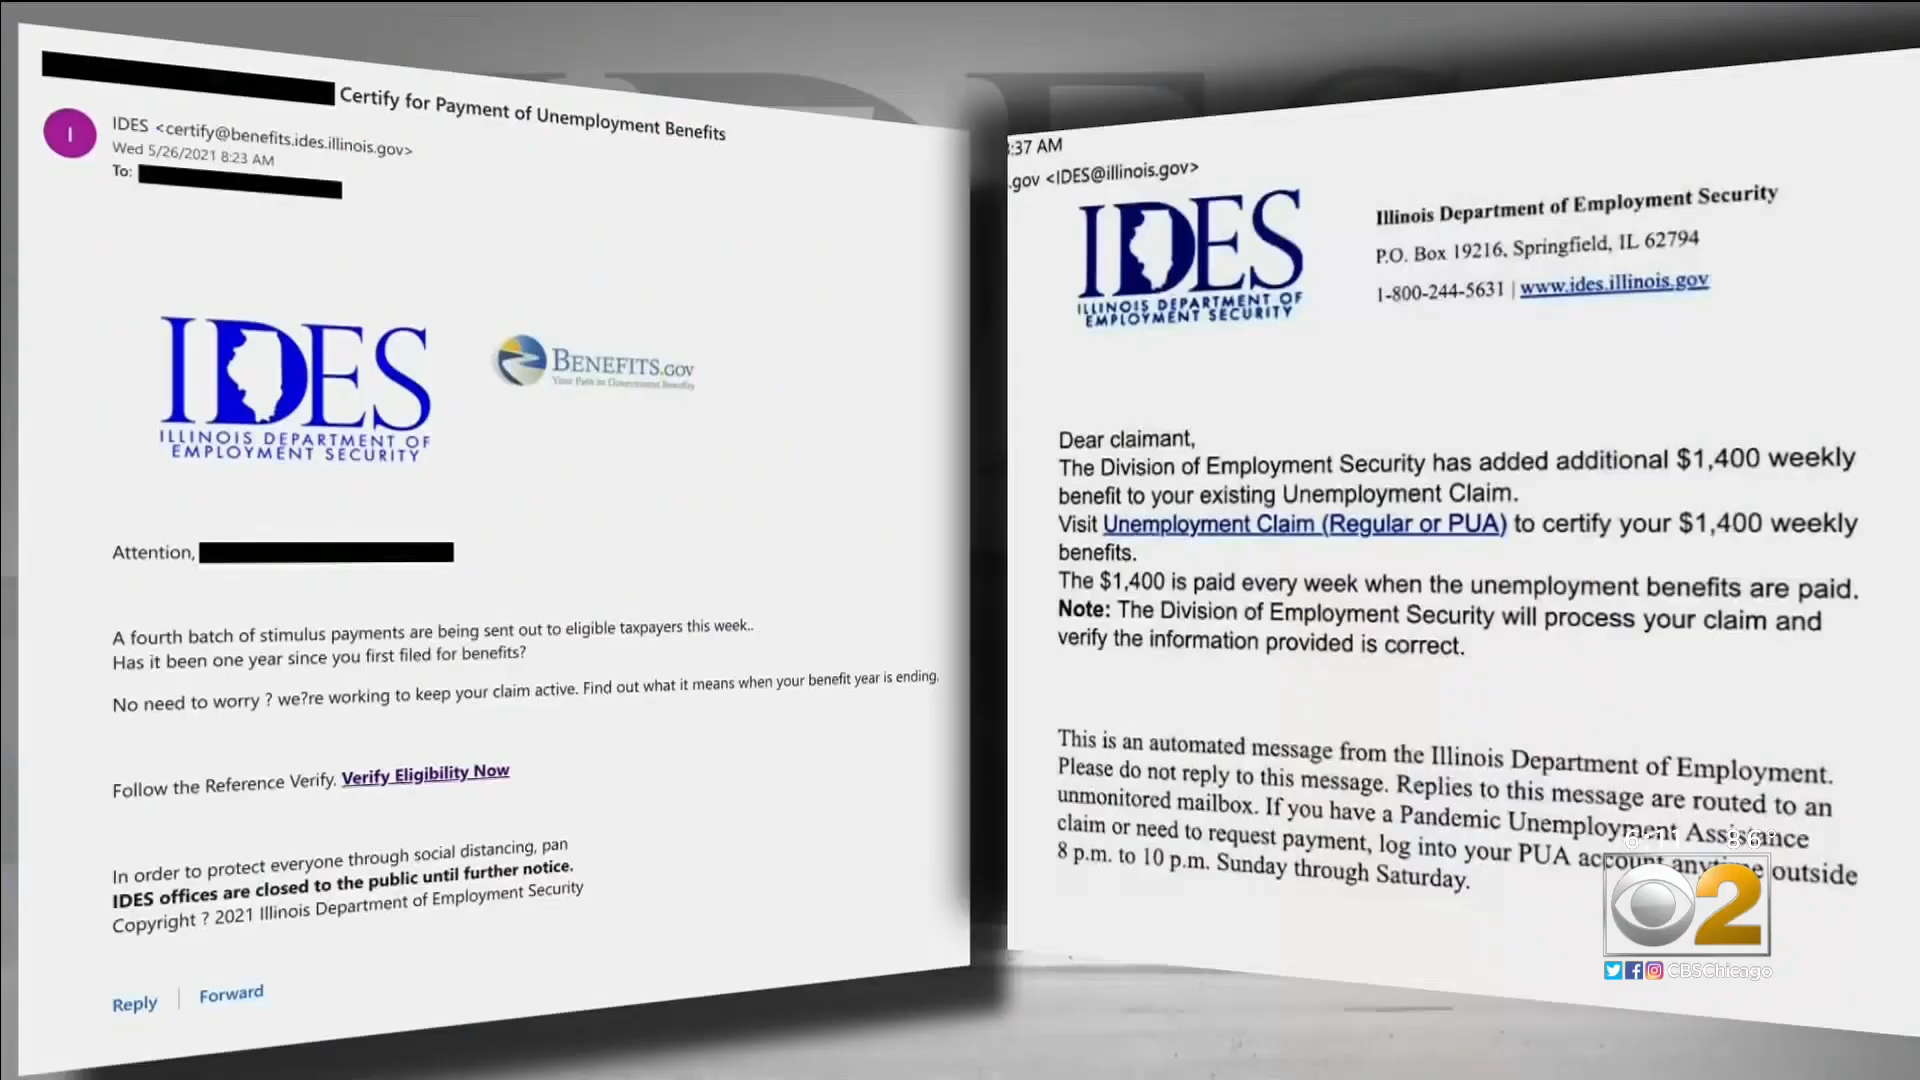 Certify for Payment of Unemployment Benefits
I
IDES <certify@benefits.ides.illinois.gov>
Wed 5/26/2021 8:23 AM
To:
IDES
ILLINOIS DEPARTMENT OF
EMPLOYMENT SECURITY
BENEFITS.GOV
Your Path to Government Benefits
Attention,
A fourth batch of stimulus payments are being sent out to eligible taxpayers this week..
Has it been one year since you first filed for benefits?
No need to worry ? we?re working to keep your claim active. Find out what it means when your benefit year is ending.
Follow the Reference Verify. Verify Eligibility Now
In order to protect everyone through social distancing, pan
IDES offices are closed to the public until further notice.
Copyright ? 2021 Illinois Department of Employment Security
Reply
Forward
:37 AM
.gov <IDES@illinois.gov>
IDES
ILLINOIS DEPARTMENT OF
EMPLOYMENT SECURITY
Illinois Department of Employment Security
P.O. Box 19216, Springfield, IL 62794
1-800-244-5631 | www.ides.illinois.gov
Dear claimant,
The Division of Employment Security has added additional $1,400 weekly
benefit to your existing Unemployment Claim.
Visit Unemployment Claim (Regular or PUA) to certify your $1,400 weekly
benefits.
The $1,400 is paid every week when the unemployment benefits are paid.
Note: The Division of Employment Security will process your claim and
verify the information provided is correct.
This is an automated message from the Illinois Department of Employment.
Please do not reply to this message. Replies to this message are routed to an
unmonitored mailbox. If you have a Pandemic Unemployment Assistance
claim or need to request payment, log into your PUA account anytime outside
8 p.m. to 10 p.m. Sunday through Saturday.
6:11 86°
2
CBSChicago